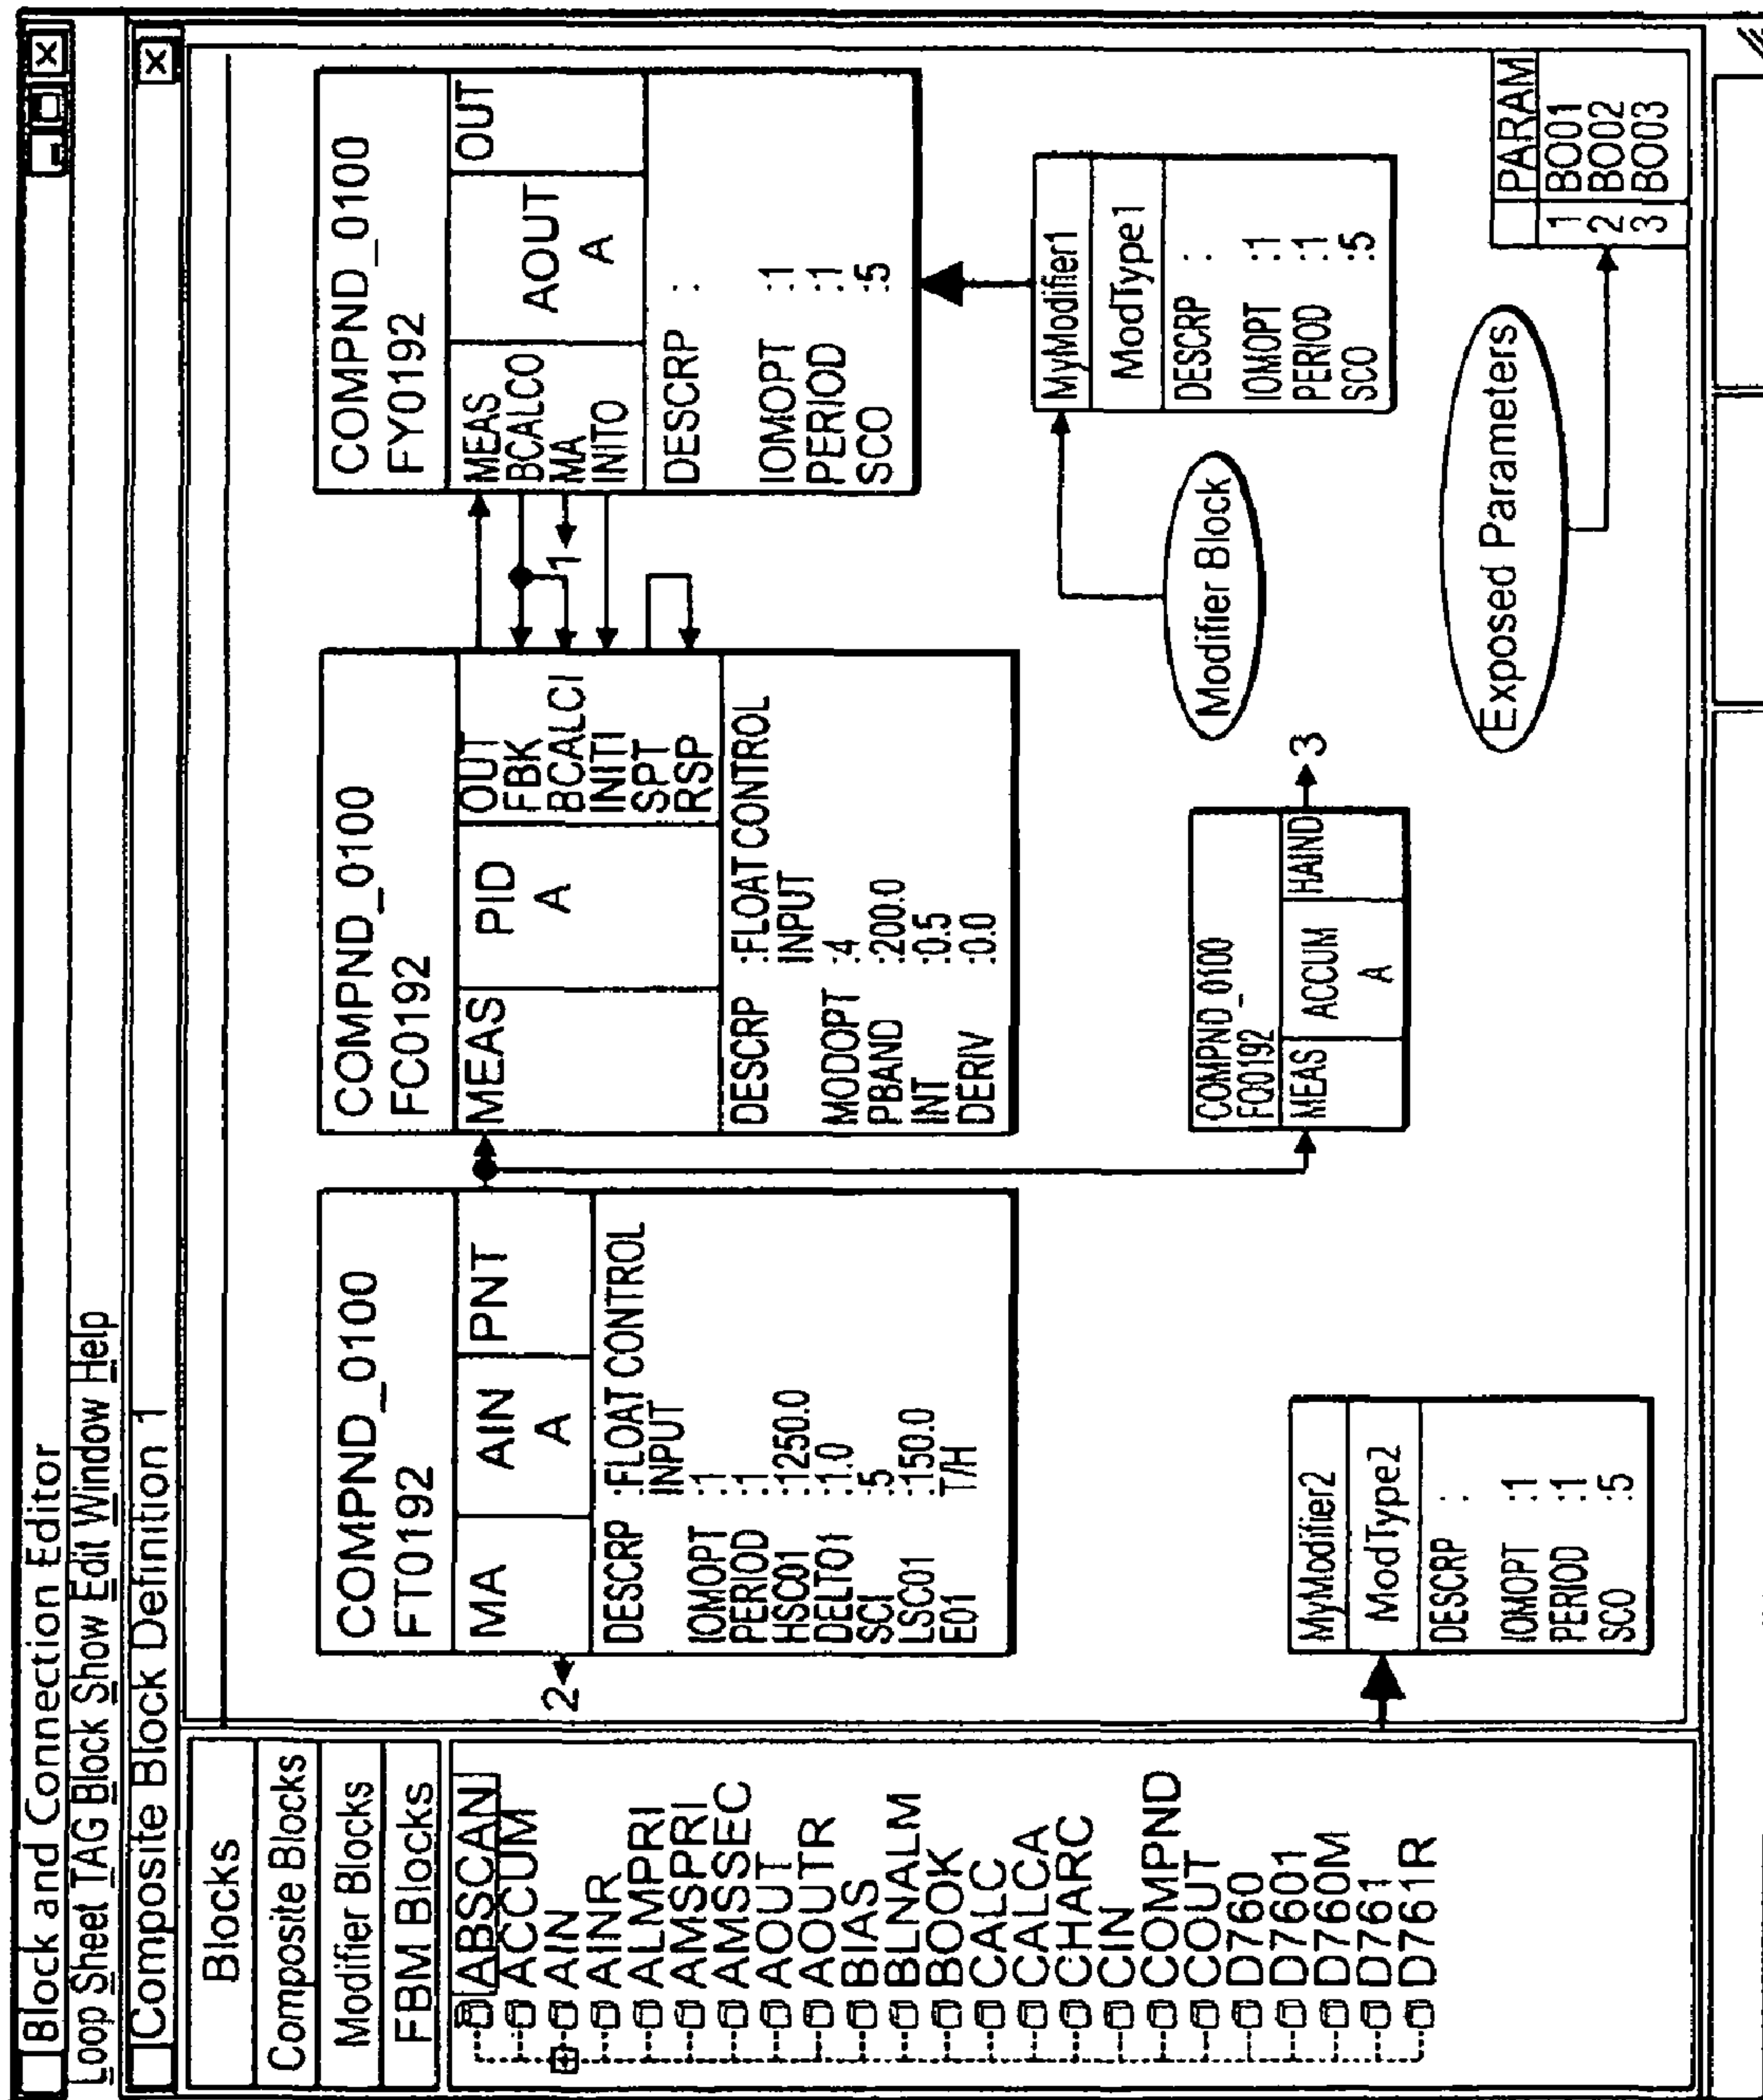 Block and Connection Editor
Loop Sheet TAG Block Show Edit Window Help
Composite Block Definition 1
Blocks
Composite Blocks
Modifier Blocks
FBM Blocks
ABSCAN
ACCUM
AIN
AINR
ALMPRI
AMSPRI
AMSSEC
AOUT
AOUTR
BIAS
BLNALM
BOOK
CALC
CALCA
CHARC
CIN
COMPND
COUT
D760
D7601
D760M
D761
D761R
COMPND_0100
FT0192
MA AIN PNT
A
2
DESCRP :FLOAT CONTROL
INPUT
IOMOPT :1
PERIOD :1
HSC01 :1250.0
DELTO1 :1.0
SCI :5
LSC01 :150.0
E01 T/H
COMPND_0100
FC0192
MEAS PID OUT
A FBK
BCALCI
INITI
SPT
RSP
DESCRP :FLOAT CONTROL
INPUT
MODOPT :4
PBAND :200.0
INT :0.5
DERIV :0.0
COMPND_0100
FY0192
MEAS AOUT OUT
BCALCO A
MA
INITO
1
DESCRP :
IOMOPT :1
PERIOD :1
SCO :5
MyModifier2
ModType2
DESCRP :
IOMOPT :1
PERIOD :1
SCO :5
COMPND_0100
FQ0192
MEAS ACCUM HAIND
A
3
MyModifier1
ModType1
DESCRP :
IOMOPT :1
PERIOD :1
SCO :5
Modifier Block
Exposed Parameters
PARAM
1 BO01
2 BO02
3 BO03